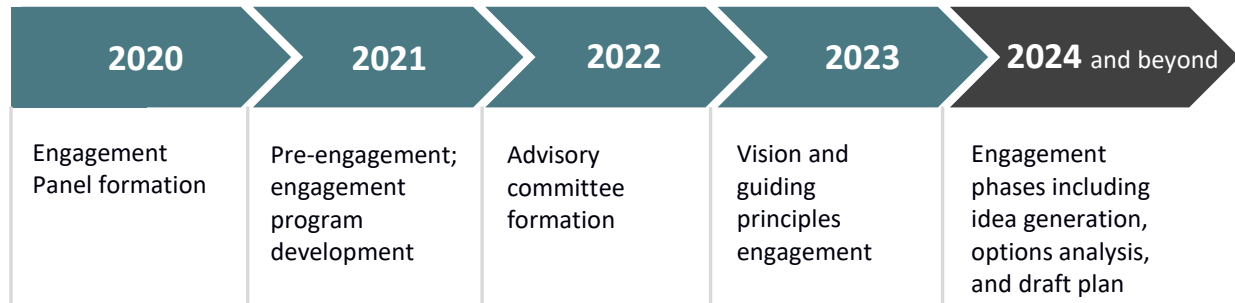 2020
2021
2022
2023
2024 and beyond
Engagement
Panel formation
Pre-engagement;
engagement
program
development
Advisory
committee
formation
Vision and
guiding
principles
engagement
Engagement
phases including
idea generation,
options analysis,
and draft plan